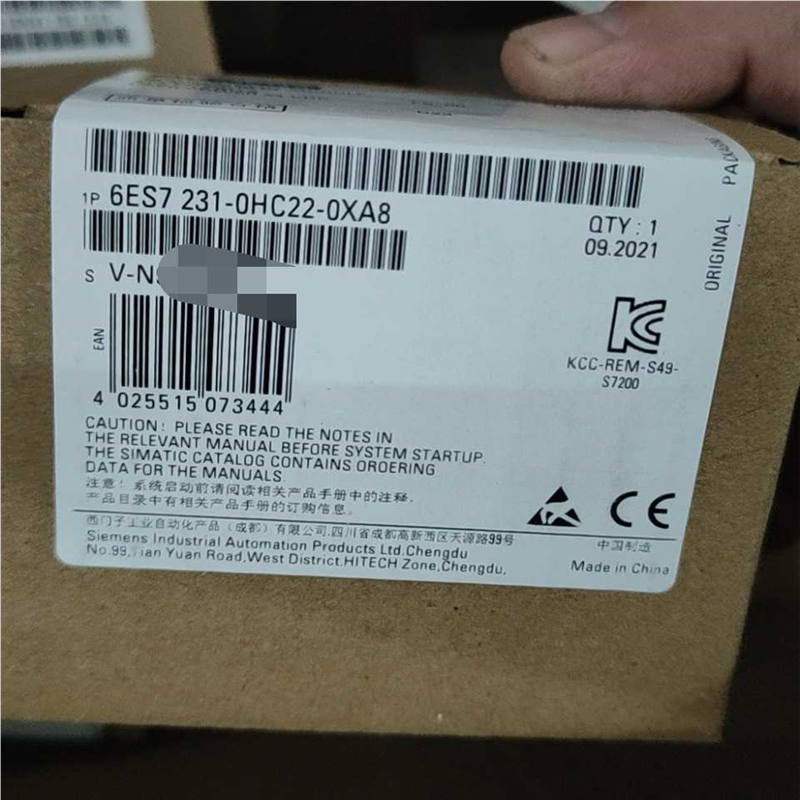 1P 6ES7 231-0HC22-0XA8
QTY : 1
09.2021
S V-N
EAN
4 025515 073444
KCC-REM-S49-
S7200
ORIGINAL
CAUTION: PLEASE READ THE NOTES IN
THE RELEVANT MANUAL BEFORE SYSTEM STARTUP.
THE SIMATIC CATALOG CONTAINS ORDERING
DATA FOR THE MANUALS.
注意！系统启动前请阅读相关产品手册中的注释.
产品目录中有相关产品手册的订购信息.
CE
西门子工业自动化产品（成都）有限公司.四川省成都高新西区天源路99号
Siemens Industrial Automation Products Ltd.Chengdu
No.99,Tian Yuan Road,West District.HITECH Zone,Chengdu,
中国制造
Made in China